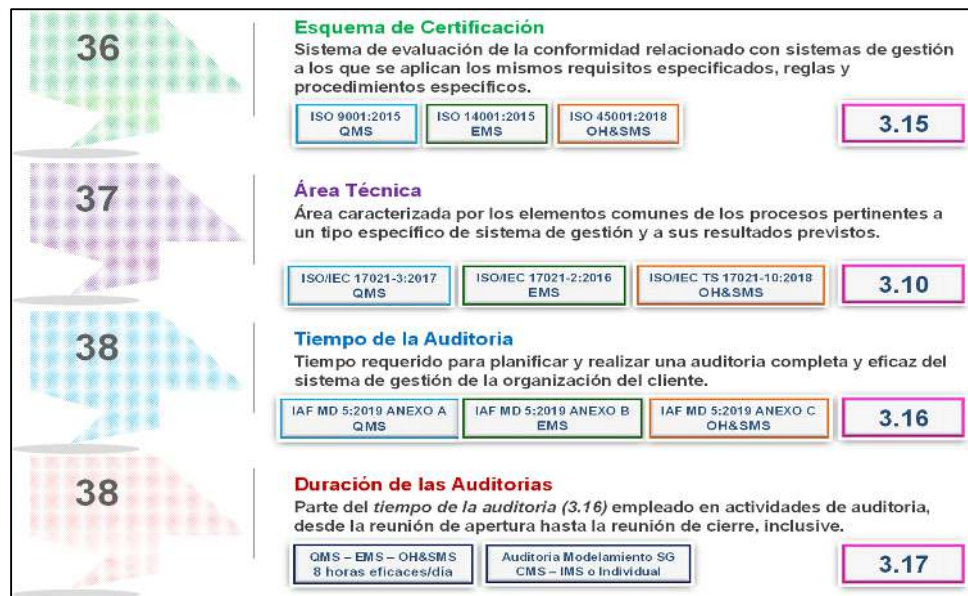 36
Esquema de Certificación
Sistema de evaluación de la conformidad relacionado con sistemas de gestión
a los que se aplican los mismos requisitos especificados, reglas y
procedimientos específicos.
ISO 9001:2015
QMS
ISO 14001:2015
EMS
ISO 45001:2018
OH&SMS
3.15
37
Área Técnica
Área caracterizada por los elementos comunes de los procesos pertinentes a
un tipo específico de sistema de gestión y a sus resultados previstos.
ISO/IEC 17021-3:2017
QMS
ISO/IEC 17021-2:2016
EMS
ISO/IEC TS 17021-10:2018
OH&SMS
3.10
38
Tiempo de la Auditoria
Tiempo requerido para planificar y realizar una auditoria completa y eficaz del
sistema de gestión de la organización del cliente.
IAF MD 5:2019 ANEXO A
QMS
IAF MD 5:2019 ANEXO B
EMS
IAF MD 5:2019 ANEXO C
OH&SMS
3.16
38
Duración de las Auditorias
Parte del tiempo de la auditoria (3.16) empleado en actividades de auditoria,
desde la reunión de apertura hasta la reunión de cierre, inclusive.
QMS – EMS – OH&SMS
8 horas eficaces/día
Auditoria Modelamiento SG
CMS – IMS o Individual
3.17